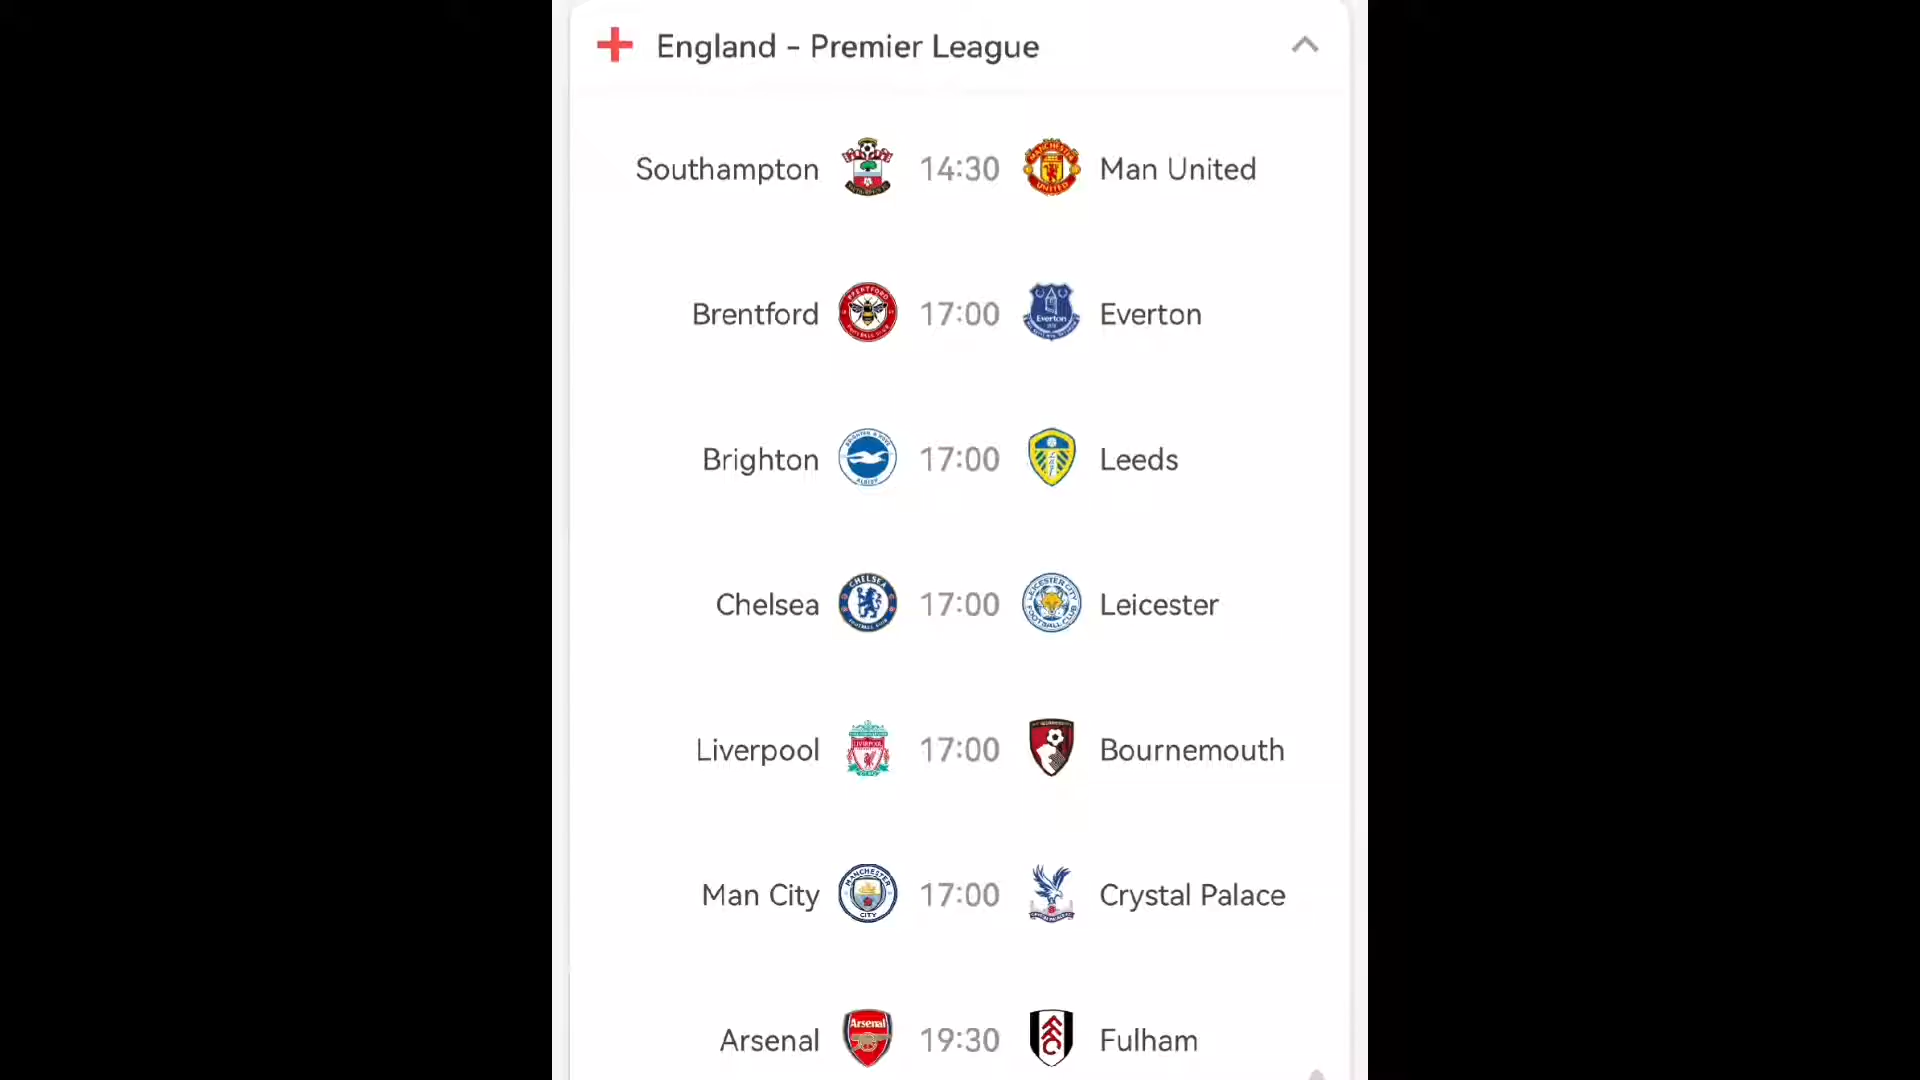 England - Premier League
Southampton 14:30 Man United
Brentford 17:00 Everton
Brighton 17:00 Leeds
Chelsea 17:00 Leicester
Liverpool 17:00 Bournemouth
Man City 17:00 Crystal Palace
Arsenal 19:30 Fulham